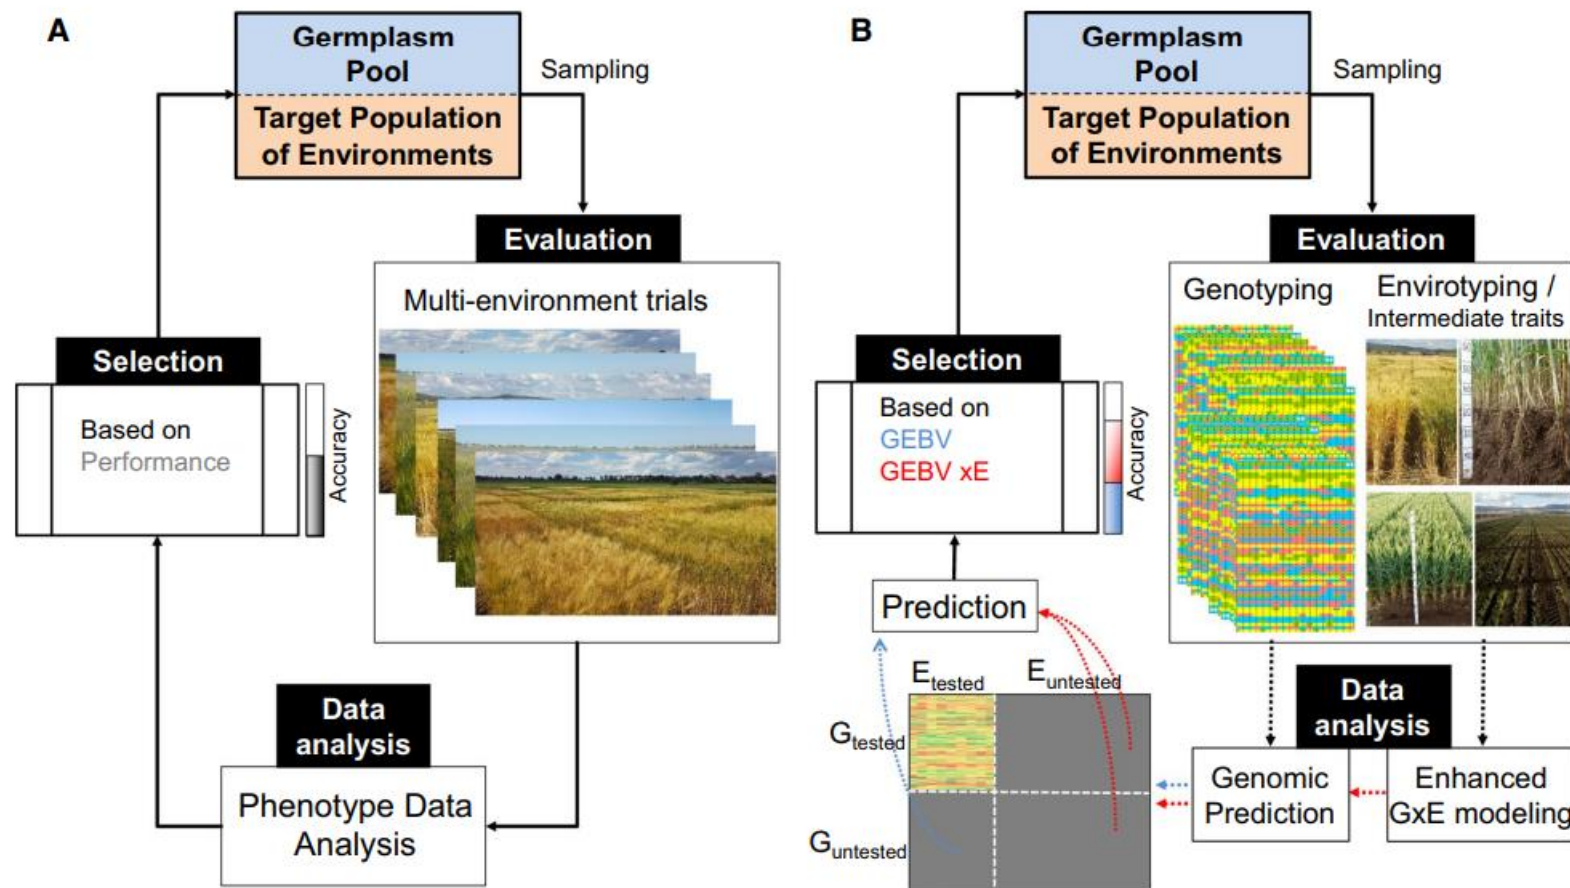 A
Germplasm
Pool
Target Population
of Environments
Sampling
Evaluation
Multi-environment trials
Selection
Based on
Performance
Accuracy
Data
analysis
Phenotype Data
Analysis
B
Germplasm
Pool
Target Population
of Environments
Sampling
Evaluation
Genotyping
Envirotyping /
Intermediate traits
Selection
Based on
GEBV
GEBV xE
Accuracy
Prediction
Etested
Euntested
Gtested
Guntested
Data
analysis
Genomic
Prediction
Enhanced
GxE modeling